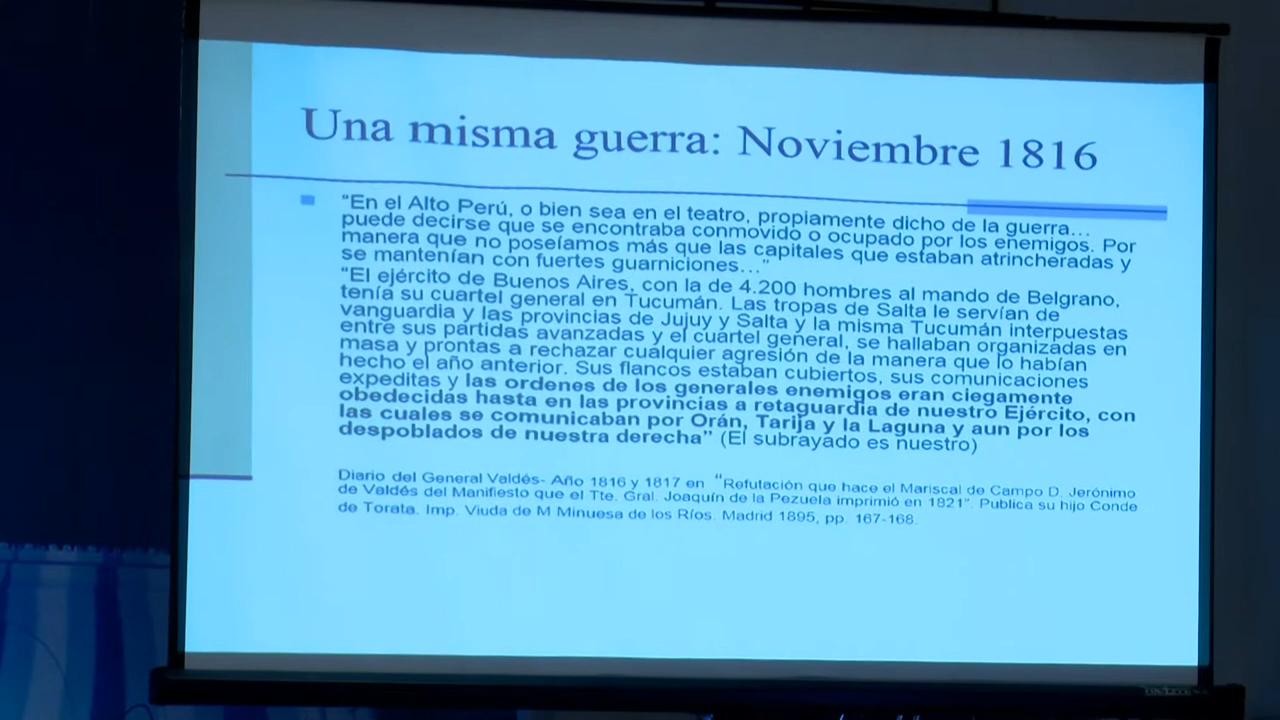 Una misma guerra: Noviembre 1816
“En el Alto Perú, o bien sea en el teatro, propiamente dicho de la guerra…
puede decirse que se encontraba conmovido o ocupado por los enemigos. Por
manera que no poseíamos más que las capitales que estaban atrincheradas y
se mantenían con fuertes guarniciones…”
“El ejército de Buenos Aires, con la de 4.200 hombres al mando de Belgrano,
tenía su cuartel general en Tucumán. Las tropas de Salta le servían de
vanguardia y las provincias de Jujuy y Salta y la misma Tucumán interpuestas
entre sus partidas avanzadas y el cuartel general, se hallaban organizadas en
masa y prontas a rechazar cualquier agresión de la manera que lo habían
hecho el año anterior. Sus flancos estaban cubiertos, sus comunicaciones
expeditas y las ordenes de los generales enemigos eran ciegamente
obedecidas hasta en las provincias a retaguardia de nuestro Ejército, con
las cuales se comunicaban por Orán, Tarija y la Laguna y aun por los
despoblados de nuestra derecha” (El subrayado es nuestro)
Diario del General Valdés- Año 1816 y 1817 en “Refutación que hace el Mariscal de Campo D. Jerónimo
de Valdés del Manifiesto que el Tte. Gral. Joaquín de la Pezuela imprimió en 1821”. Publica su hijo Conde
de Torata. Imp. Viuda de M Minuesa de los Ríos. Madrid 1895, pp. 167-168.